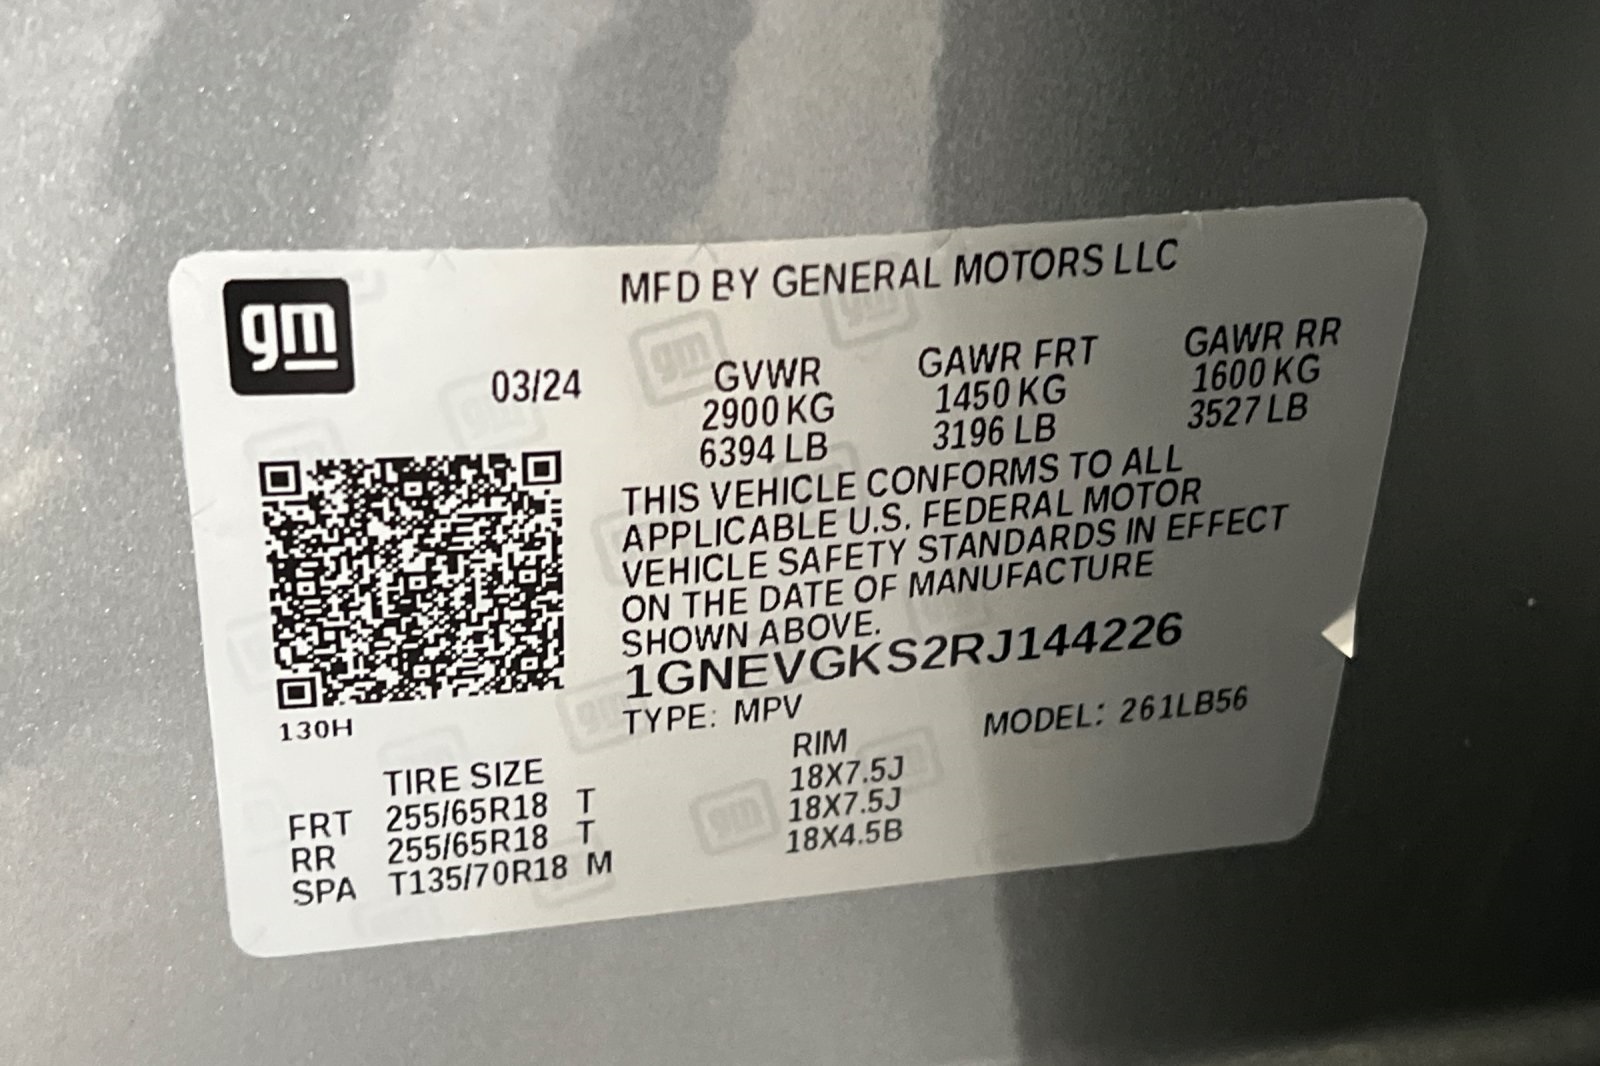 gm
MFD BY GENERAL MOTORS LLC
03/24
GVWR GAWR FRT GAWR RR
2900 KG 1450 KG 1600 KG
6394 LB 3196 LB 3527 LB
THIS VEHICLE CONFORMS TO ALL
APPLICABLE U.S. FEDERAL MOTOR
VEHICLE SAFETY STANDARDS IN EFFECT
ON THE DATE OF MANUFACTURE
SHOWN ABOVE.
1GNEVGKS2RJ144226
130H
TYPE: MPV MODEL: 261LB56
TIRE SIZE RIM
FRT 255/65R18 T 18X7.5J
RR 255/65R18 T 18X7.5J
SPA T135/70R18 M 18X4.5B